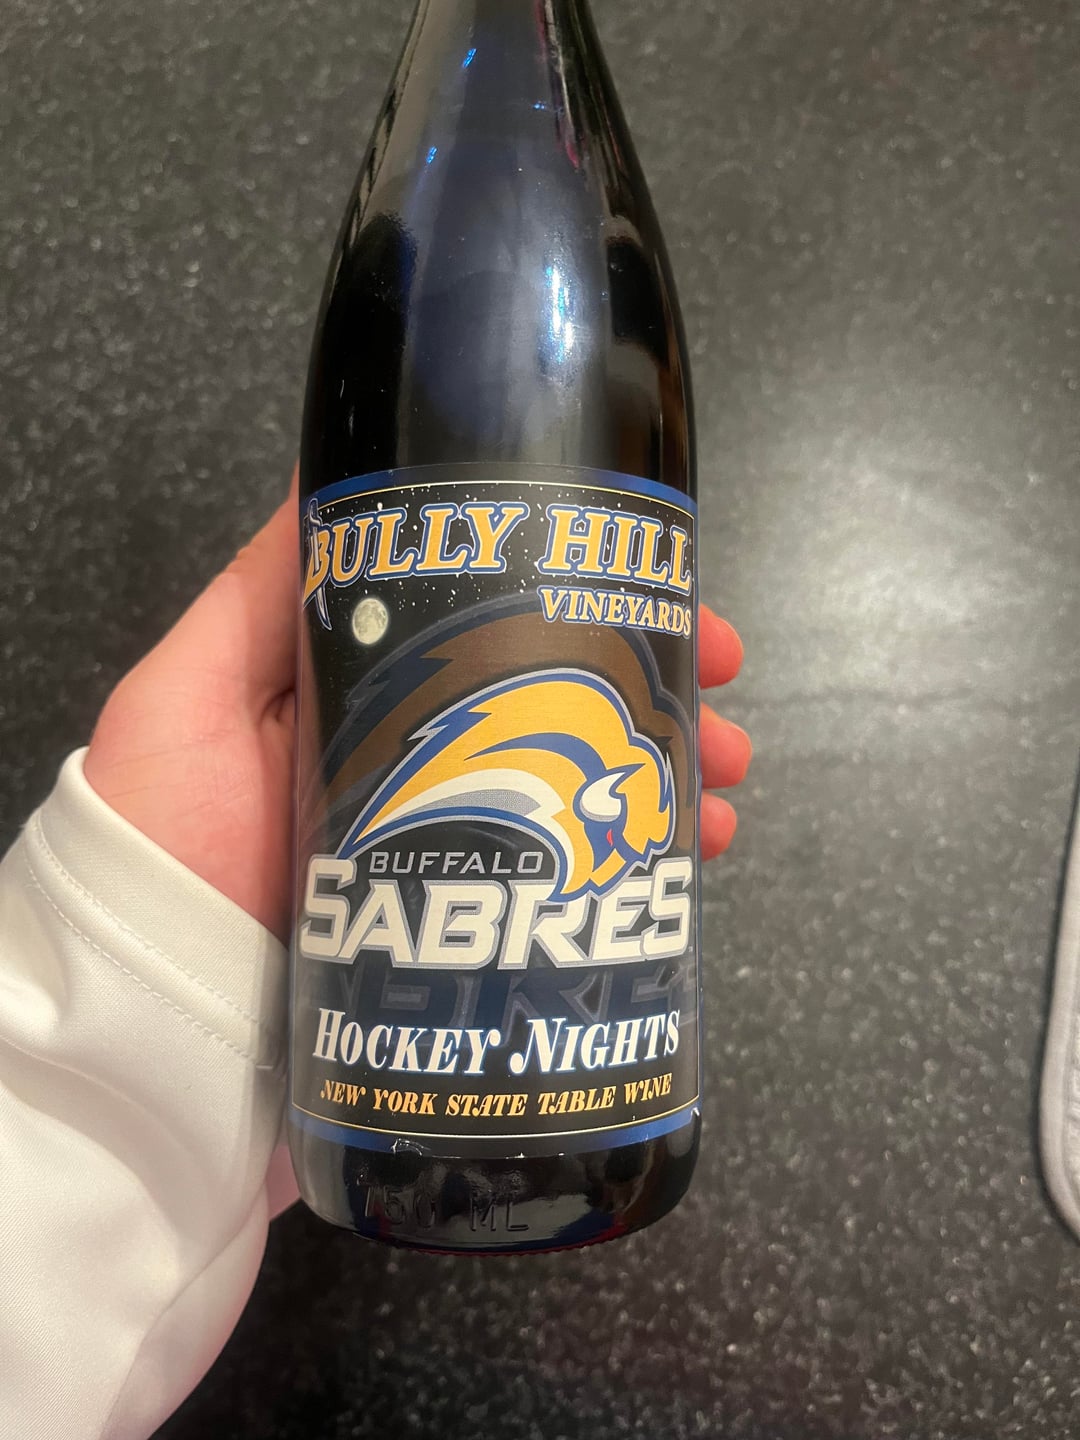 BULLY HILL
VINEYARDS
BUFFALO
SABRES
HOCKEY NIGHTS
NEW YORK STATE TABLE WINE
750 ML